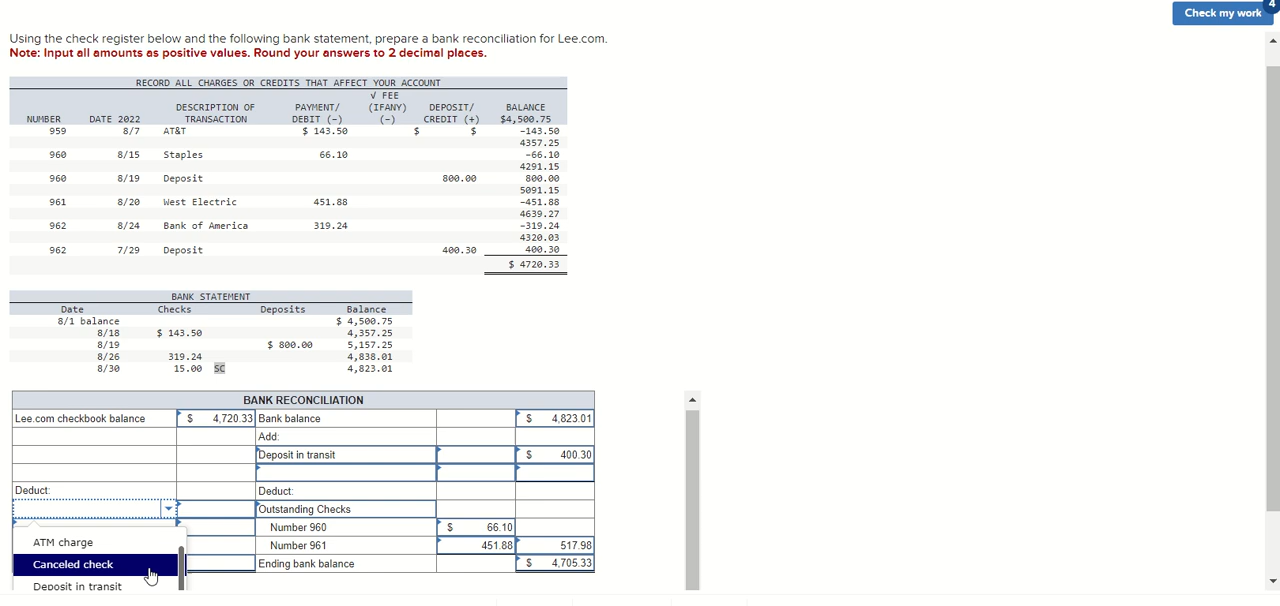 4
Check my work
Using the check register below and the following bank statement, prepare a bank reconciliation for Lee.com.
Note: Input all amounts as positive values. Round your answers to 2 decimal places.
RECORD ALL CHARGES OR CREDITS THAT AFFECT YOUR ACCOUNT
√ FEE
DESCRIPTION OF PAYMENT/ (IFANY) DEPOSIT/ BALANCE
NUMBER DATE 2022 TRANSACTION DEBIT (−) (−) CREDIT (+) $4,500.75
959 8/7 AT&T $ 143.50 $ $ -143.50
4357.25
960 8/15 Staples 66.10 -66.10
4291.15
960 8/19 Deposit 800.00 800.00
5091.15
961 8/20 West Electric 451.88 -451.88
4639.27
962 8/24 Bank of America 319.24 -319.24
4320.03
962 7/29 Deposit 400.30 400.30
$ 4720.33
BANK STATEMENT
Date Checks Deposits Balance
8/1 balance $ 4,500.75
8/18 $ 143.50 4,357.25
8/19 $ 800.00 5,157.25
8/26 319.24 4,838.01
8/30 15.00 SC 4,823.01
BANK RECONCILIATION
Lee.com checkbook balance $ 4,720.33 Bank balance $ 4,823.01
Add:
Deposit in transit $ 400.30
Deduct: Deduct:
Outstanding Checks
Number 960 $ 66.10
Number 961 451.88 517.98
Ending bank balance $ 4,705.33
ATM charge
Canceled check
Deposit in transit